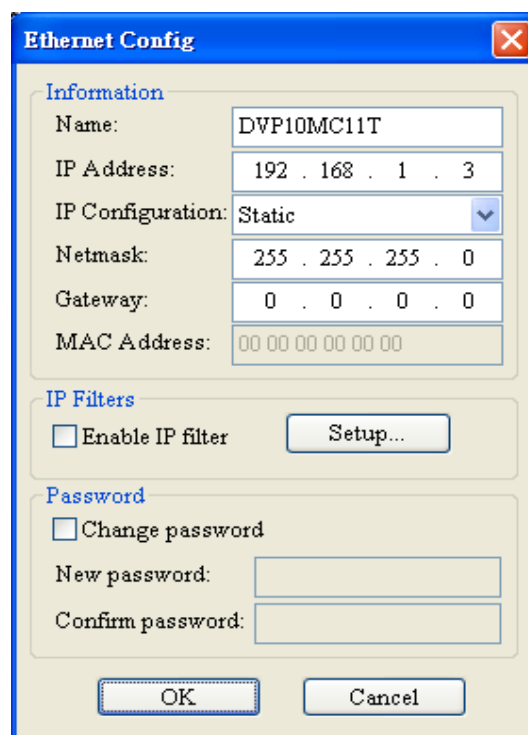 Ethernet Config
Information
Name: DVP10MC11T
IP Address: 192 . 168 . 1 . 3
IP Configuration: Static
Netmask: 255 . 255 . 255 . 0
Gateway: 0 . 0 . 0 . 0
MAC Address: 00 00 00 00 00 00
IP Filters
Enable IP filter Setup...
Password
Change password
New password:
Confirm password:
OK Cancel